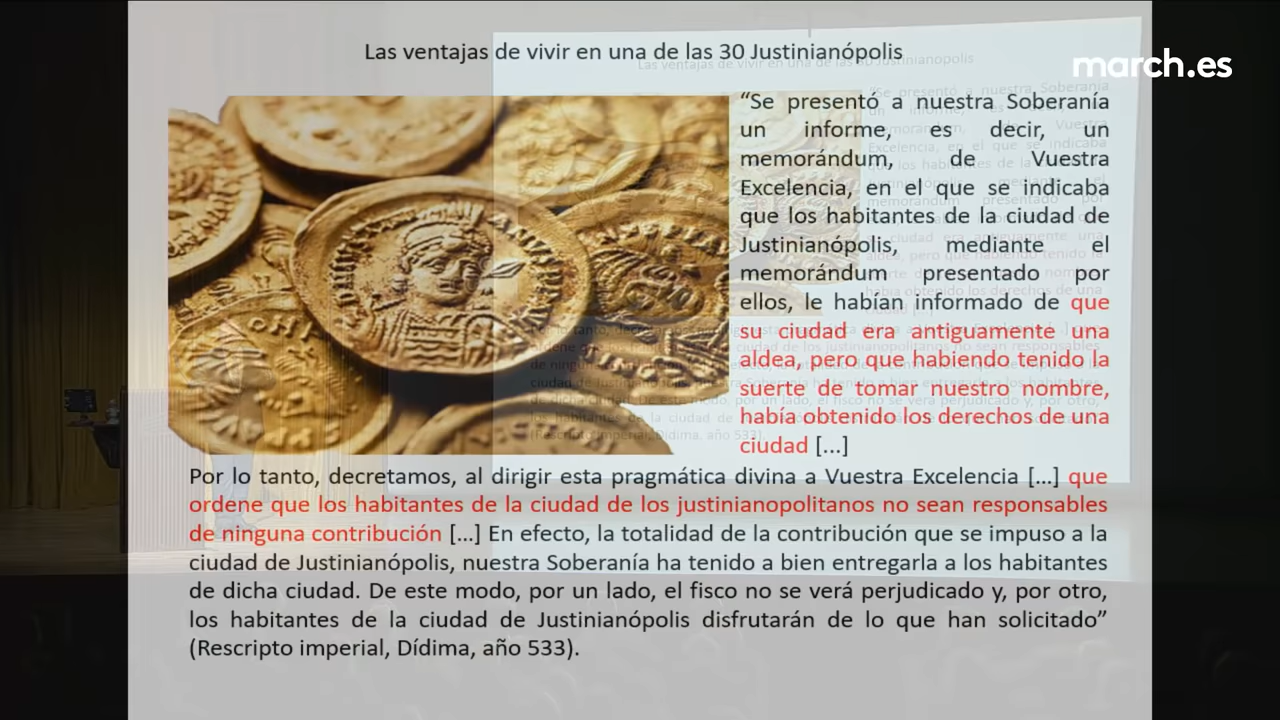 Las ventajas de vivir en una de las 30 Justinianópolis
march.es
“Se presentó a nuestra Soberanía
un informe, es decir, un
memorándum, de Vuestra
Excelencia, en el que se indicaba
que los habitantes de la ciudad de
Justinianópolis, mediante el
memorándum presentado por
ellos, le habían informado de que
su ciudad era antiguamente una
aldea, pero que habiendo tenido la
suerte de tomar nuestro nombre,
había obtenido los derechos de una
ciudad [...]
Por lo tanto, decretamos, al dirigir esta pragmática divina a Vuestra Excelencia [...] que
ordene que los habitantes de la ciudad de los justinianopolitanos no sean responsables
de ninguna contribución [...] En efecto, la totalidad de la contribución que se impuso a la
ciudad de Justinianópolis, nuestra Soberanía ha tenido a bien entregarla a los habitantes
de dicha ciudad. De este modo, por un lado, el fisco no se verá perjudicado y, por otro,
los habitantes de la ciudad de Justinianópolis disfrutarán de lo que han solicitado”
(Rescripto imperial, Dídima, año 533).